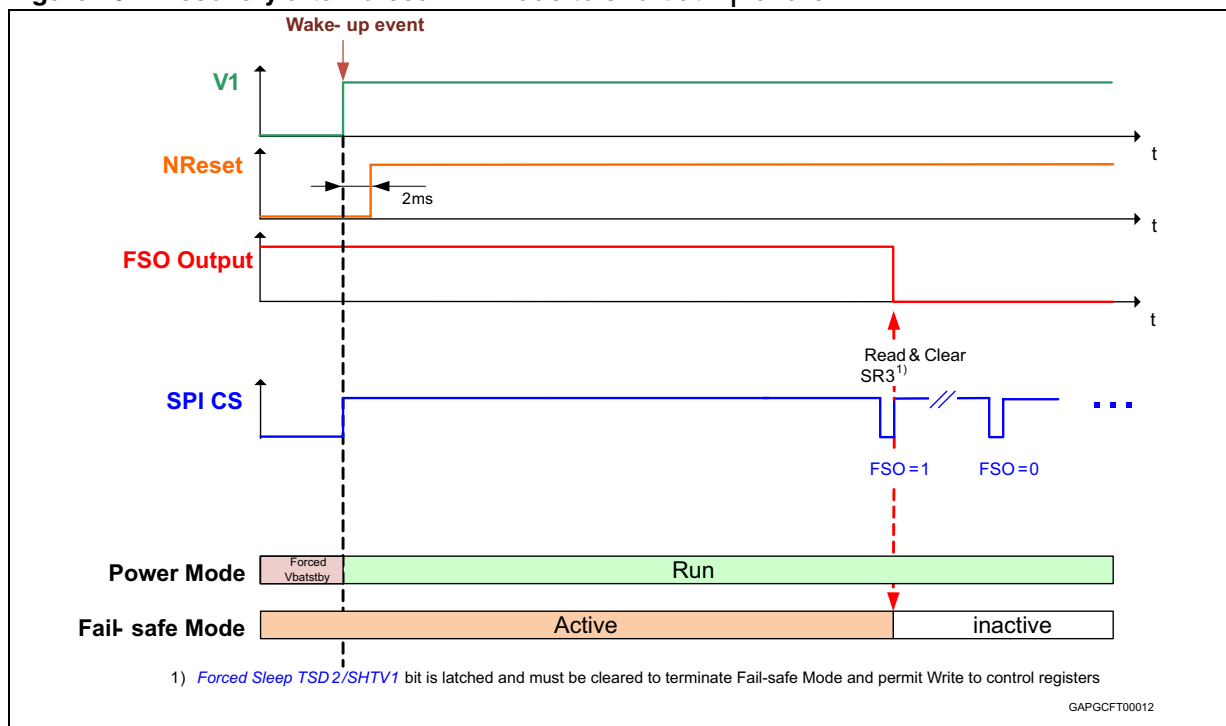 Wake- up event
V1
t
NReset
2ms
t
FSO Output
t
Read & Clear
SR3 1)
SPI CS
FSO = 1
FSO = 0
Power Mode
Forced
Vbatstby
Run
Fail- safe Mode
Active
inactive
1) Forced Sleep TSD 2/SHTV1 bit is latched and must be cleared to terminate Fail-safe Mode and permit Write to control registers
GAPGCFT00012